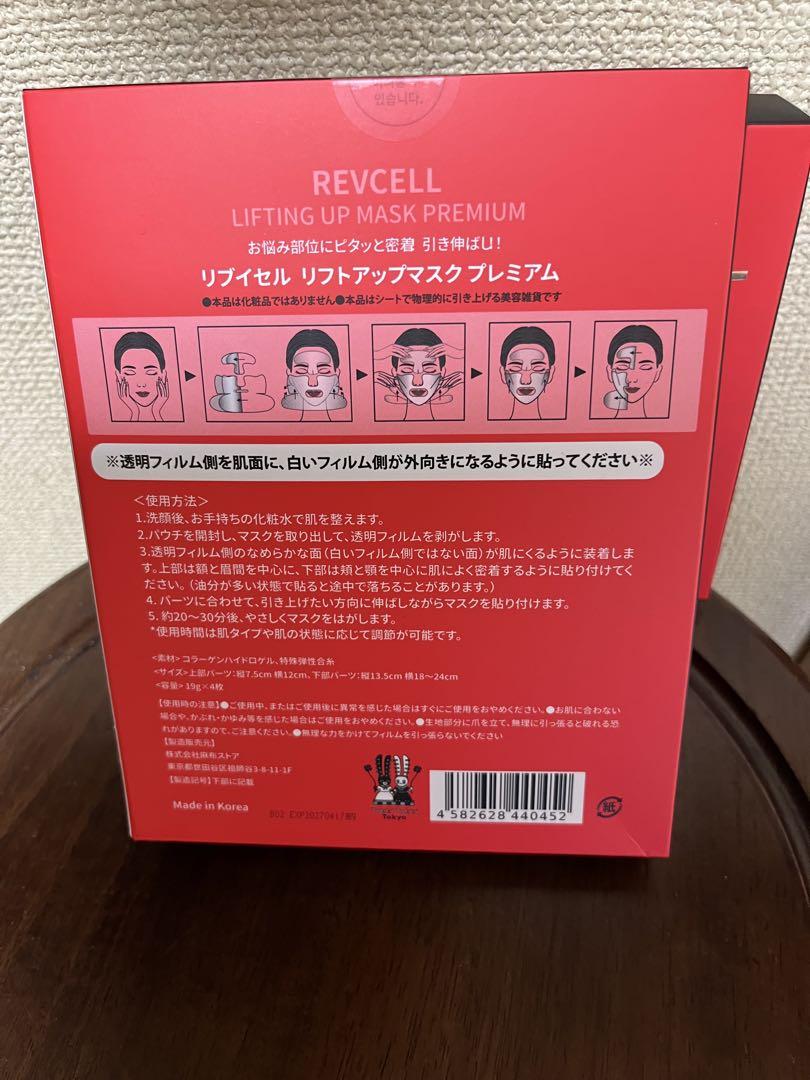 있습니다.
REVCELL
LIFTING UP MASK PREMIUM
お悩み部位にピタッと密着 引き伸ばし!
リブイセル リフトアップマスク プレミアム
●本品は化粧品ではありません●本品はシートで物理的に引き上げる美容雑貨です
※透明フィルム側を肌面に、白いフィルム側が外向きになるように貼ってください※
<使用方法>
1.洗顔後、お手持ちの化粧水で肌を整えます。
2.パウチを開封し、マスクを取り出して、透明フィルムを剥がします。
3.透明フィルム側のなめらかな面(白いフィルム側ではない面)が肌にくるように装着しま
す。上部は額と眉間を中心に、下部は頬と顎を中心に肌によく密着するように貼り付けてく
ださい。(油分が多い状態で貼ると途中で落ちることがあります。)
4. パーツに合わせて、引き上げたい方向に伸ばしながらマスクを貼り付けます。
5. 約20〜30分後、やさしくマスクをはがします。
*使用時間は肌タイプや肌の状態に応じて調節が可能です。
<素材> コラーゲンハイドロゲル、特殊弾性合糸
<サイズ> 上部パーツ:縦7.5cm 横12cm、下部パーツ:縦13.5cm 横18〜24cm
<容量> 19g×4枚
【使用時の注意】●ご使用中、またはご使用後に異常を感じた場合はすぐにご使用をおやめください。●お肌に合わない
場合や、かぶれ・かゆみ等を感じた場合はご使用をおやめください。●生地部分に爪を立て、無理に引っ張ると破れる恐
れがありますので、ご注意ください。●無理な力をかけてフィルムを引っ張らないでください
【製造販売元】
株式会社麻布ストア
東京都世田谷区祖師谷3-8-11-1F
【製造記号】下部に記載
Made in Korea
B02 EXP20270417
Tokyo
4 582628 440452
紙